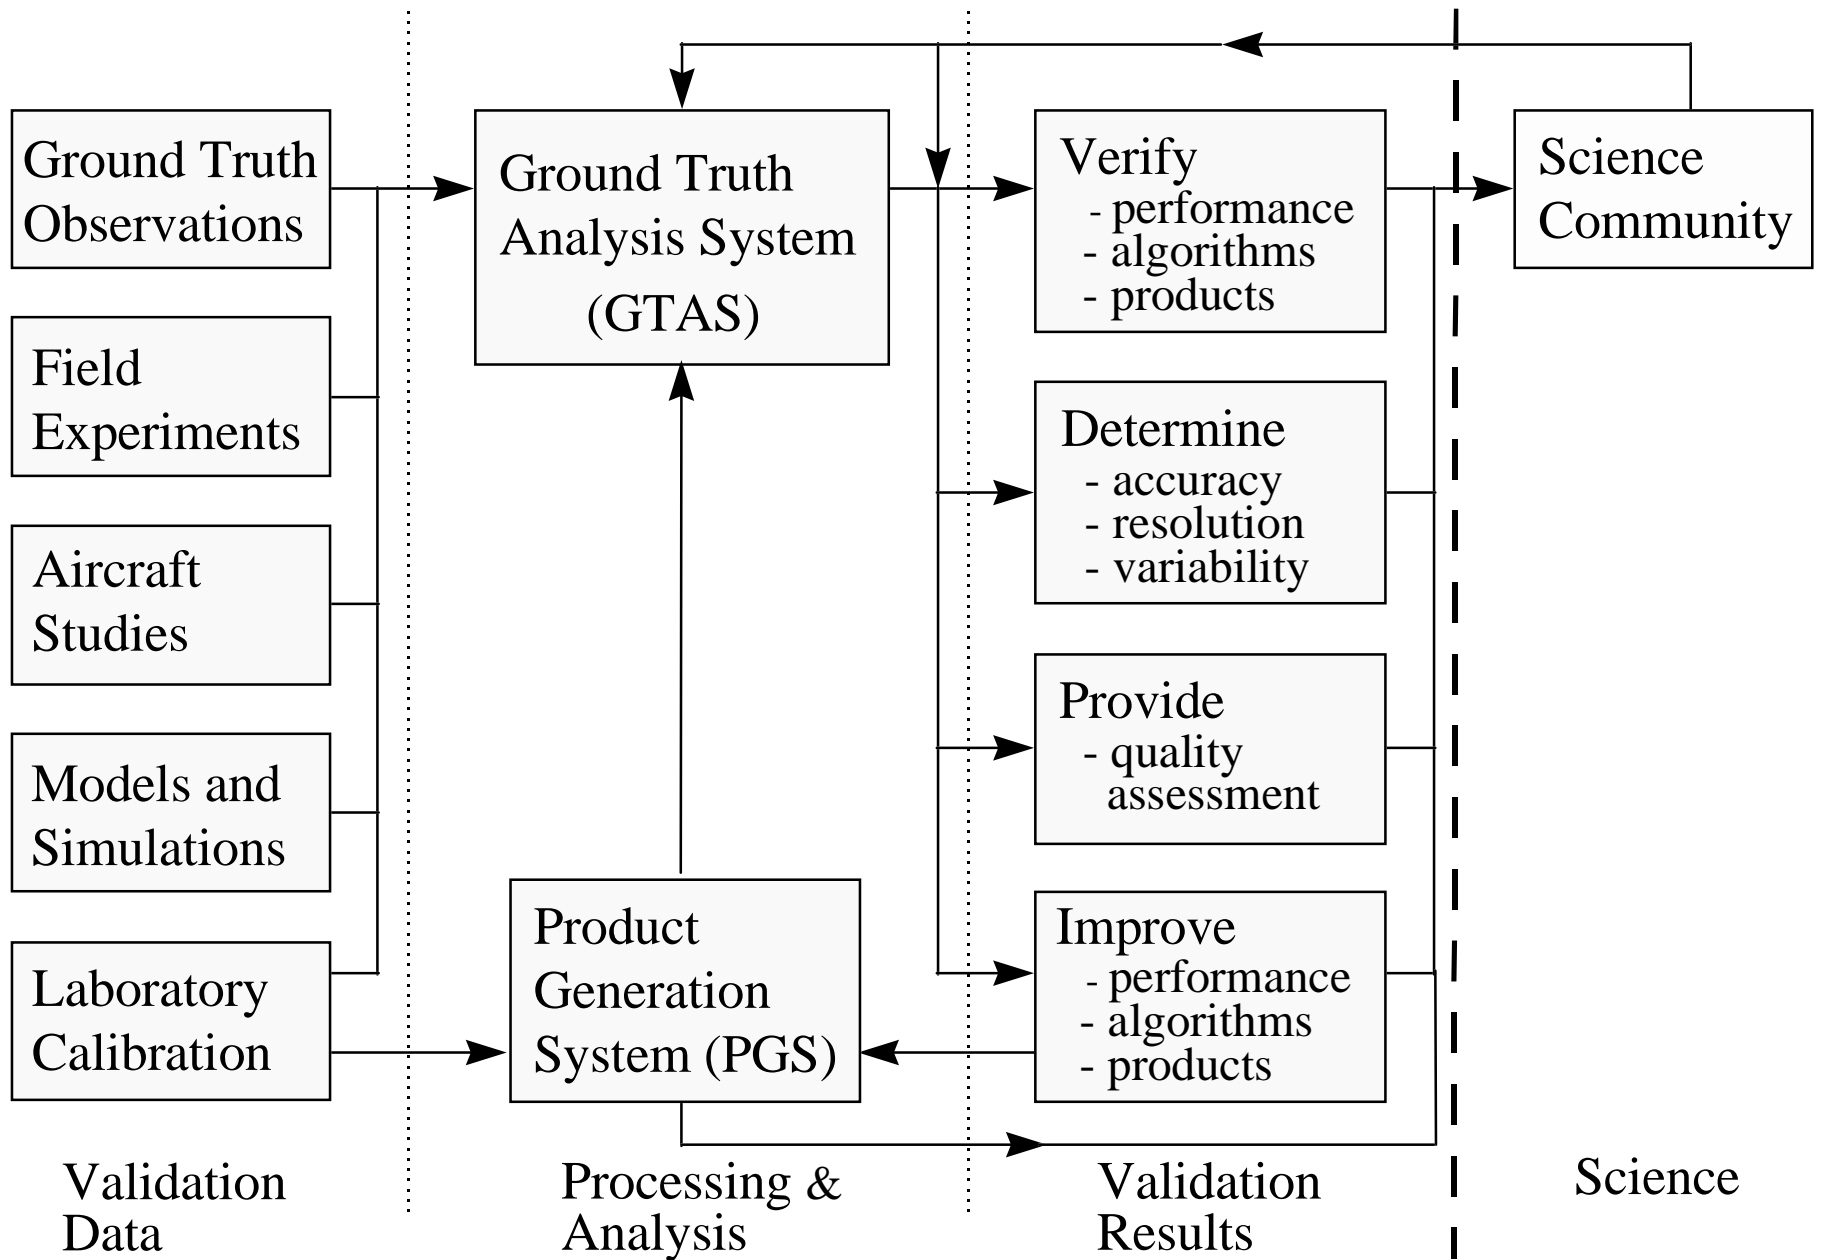 Ground Truth
Observations
Field
Experiments
Aircraft
Studies
Models and
Simulations
Laboratory
Calibration
Validation
Data
Ground Truth
Analysis System
(GTAS)
Product
Generation
System (PGS)
Processing &
Analysis
Verify
- performance
- algorithms
- products
Determine
- accuracy
- resolution
- variability
Provide
- quality
assessment
Improve
- performance
- algorithms
- products
Validation
Results
Science
Community
Science